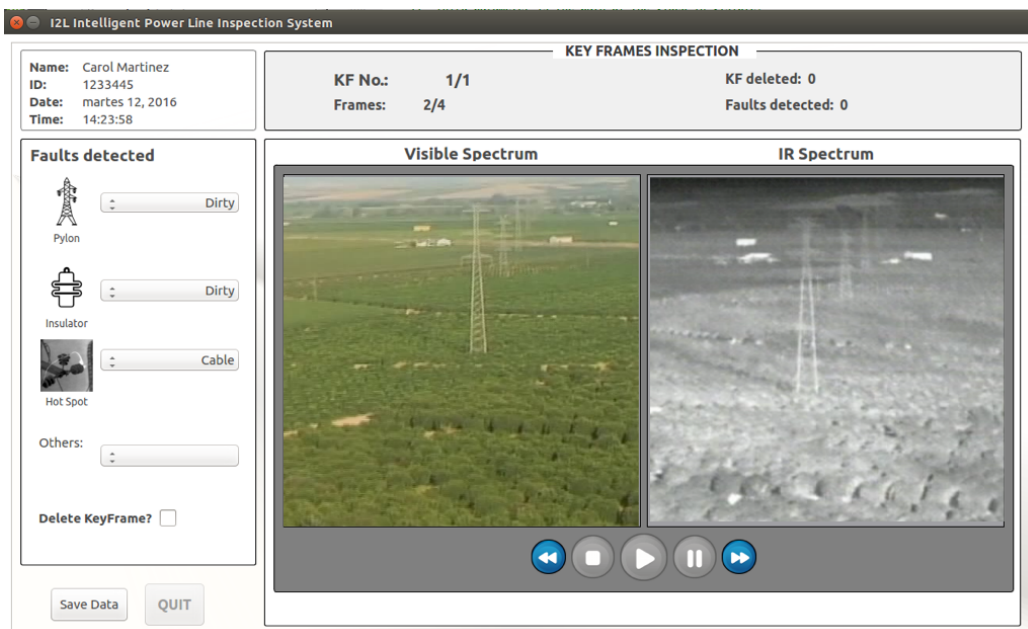 I2L Intelligent Power Line Inspection System
Name: Carol Martinez
ID: 1233445
Date: martes 12, 2016
Time: 14:23:58
KEY FRAMES INSPECTION
KF No.: 1/1
KF deleted: 0
Frames: 2/4
Faults detected: 0
Faults detected
Dirty
Pylon
Dirty
Insulator
Cable
Hot Spot
Others:
Delete KeyFrame?
Save Data
QUIT
Visible Spectrum
IR Spectrum